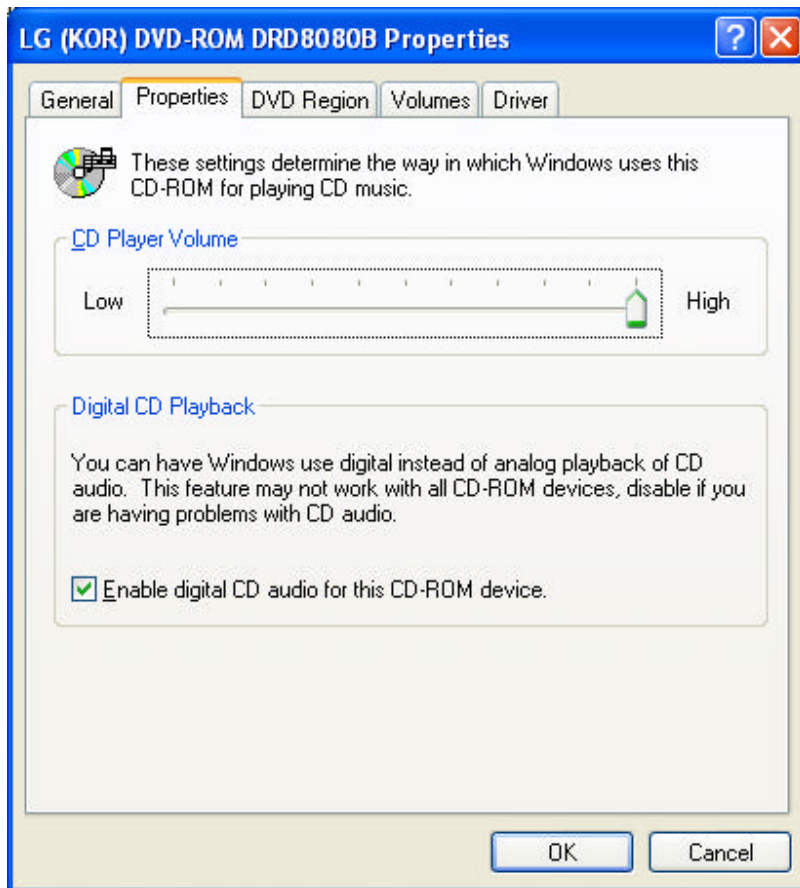 LG (KOR) DVD-ROM DRD8080B Properties
General Properties DVD Region Volumes Driver
These settings determine the way in which Windows uses this
CD-ROM for playing CD music.
CD Player Volume
Low High
Digital CD Playback
You can have Windows use digital instead of analog playback of CD
audio. This feature may not work with all CD-ROM devices, disable if you
are having problems with CD audio.
Enable digital CD audio for this CD-ROM device.
OK Cancel